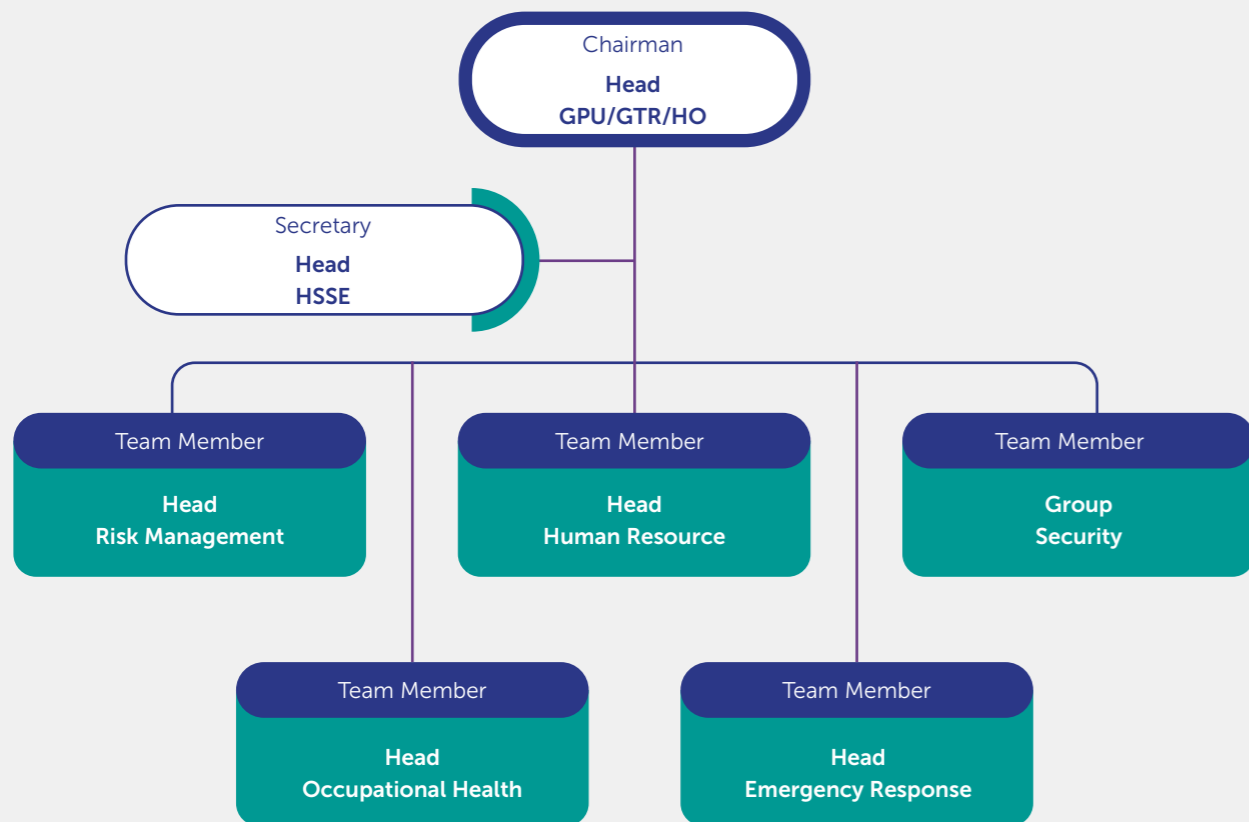 Chairman
Head
GPU/GTR/HO
Secretary
Head
HSSE
Team Member
Head
Risk Management
Team Member
Head
Human Resource
Team Member
Group
Security
Team Member
Head
Occupational Health
Team Member
Head
Emergency Response